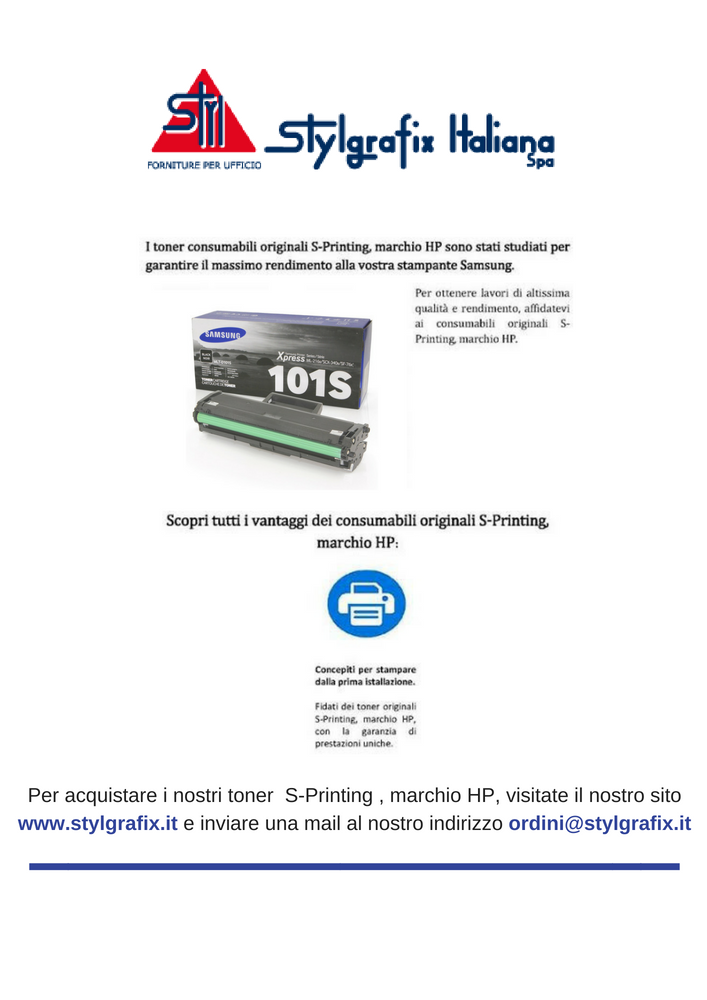 Styl
FORNITURE PER UFFICIO
Stylgrafix Italiana
Spa
I toner consumabili originali S-Printing, marchio HP sono stati studiati per
garantire il massimo rendimento alla vostra stampante Samsung.
Per ottenere lavori di altissima
qualità e rendimento, affidatevi
ai consumabili originali S-
Printing, marchio HP.
SAMSUNG
Xpress
101S
Scopri tutti i vantaggi dei consumabili originali S-Printing,
marchio HP:
Concepiti per stampare
dalla prima istallazione.
Fidati dei toner originali
S-Printing, marchio HP,
con la garanzia di
prestazioni uniche.
Per acquistare i nostri toner S-Printing , marchio HP, visitate il nostro sito
www.stylgrafix.it e inviare una mail al nostro indirizzo ordini@stylgrafix.it